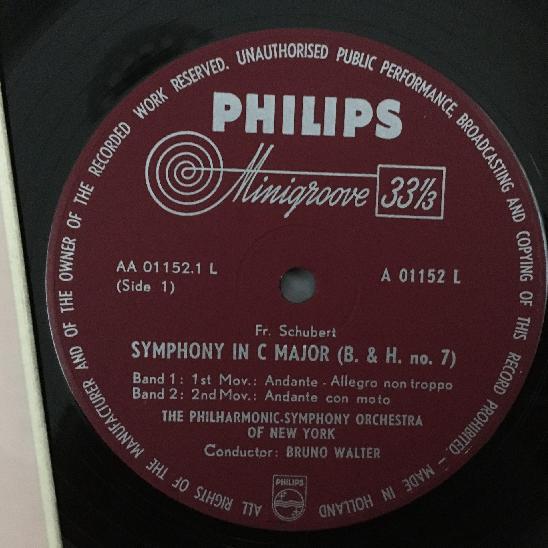 ALL RIGHTS OF THE MANUFACTURER AND OF THE OWNER OF THE RECORDED WORK RESERVED. UNAUTHORISED PUBLIC PERFORMANCE BROADCASTING AND COPYING OF THIS RECORD PROHIBITED. - MADE IN HOLLAND
PHILIPS
Minigroove 33⅓
AA 01152.1 L
(Side 1)
A 01152 L
Fr. Schubert
SYMPHONY IN C MAJOR (B. & H. no. 7)
Band 1: 1st Mov.: Andante - Allegro non troppo
Band 2: 2nd Mov.: Andante con moto
THE PHILHARMONIC-SYMPHONY ORCHESTRA
OF NEW YORK
Conductor: BRUNO WALTER
PHILIPS